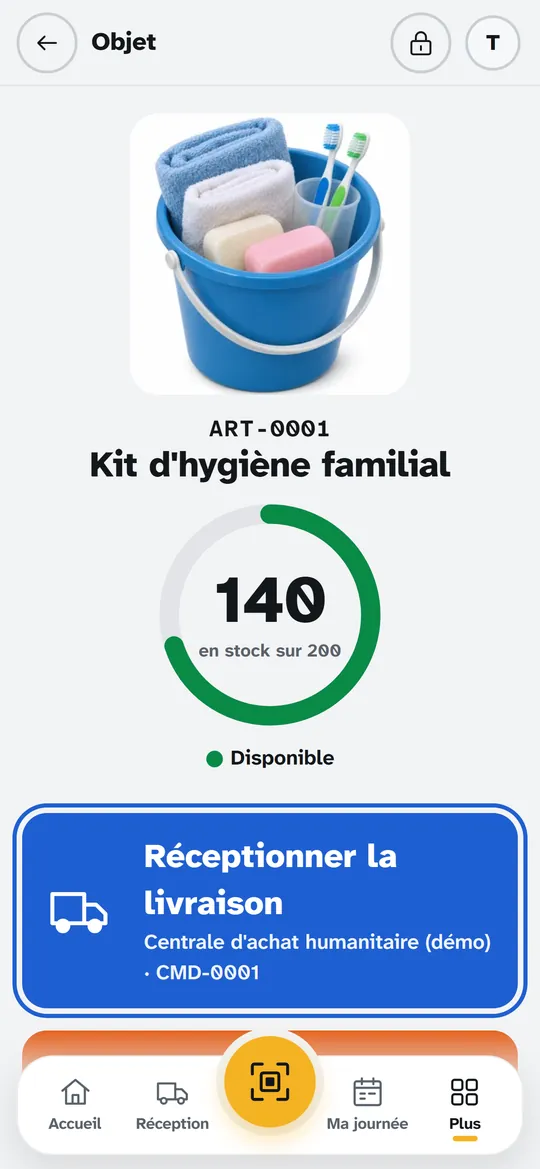 Objet
T
ART-0001
Kit d'hygiène familial
140
en stock sur 200
Disponible
Réceptionner la
livraison
Centrale d'achat humanitaire (démo)
· CMD-0001
Accueil
Réception
Ma journée
Plus